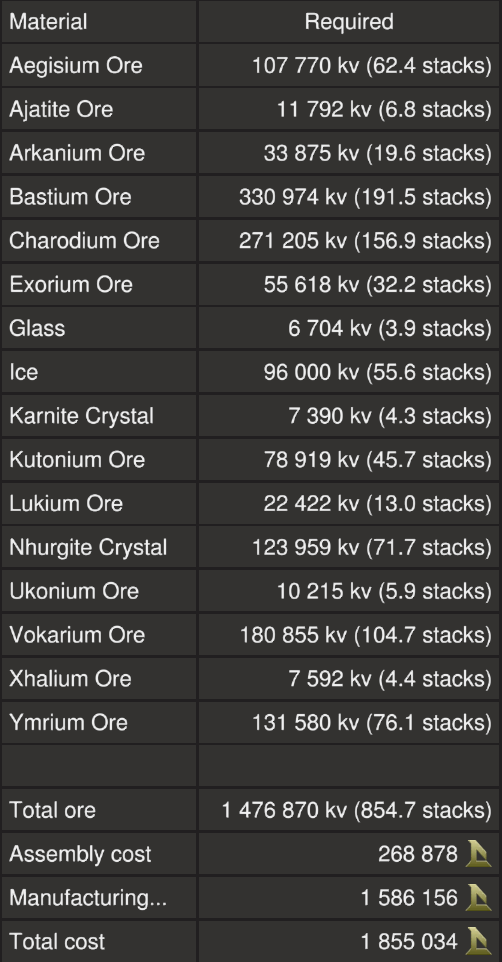 Material Required
Aegisium Ore 107 770 kv (62.4 stacks)
Ajatite Ore 11 792 kv (6.8 stacks)
Arkanium Ore 33 875 kv (19.6 stacks)
Bastium Ore 330 974 kv (191.5 stacks)
Charodium Ore 271 205 kv (156.9 stacks)
Exorium Ore 55 618 kv (32.2 stacks)
Glass 6 704 kv (3.9 stacks)
Ice 96 000 kv (55.6 stacks)
Karnite Crystal 7 390 kv (4.3 stacks)
Kutonium Ore 78 919 kv (45.7 stacks)
Lukium Ore 22 422 kv (13.0 stacks)
Nhurgite Crystal 123 959 kv (71.7 stacks)
Ukonium Ore 10 215 kv (5.9 stacks)
Vokarium Ore 180 855 kv (104.7 stacks)
Xhalium Ore 7 592 kv (4.4 stacks)
Ymrium Ore 131 580 kv (76.1 stacks)
Total ore 1 476 870 kv (854.7 stacks)
Assembly cost 268 878
Manufacturing... 1 586 156
Total cost 1 855 034